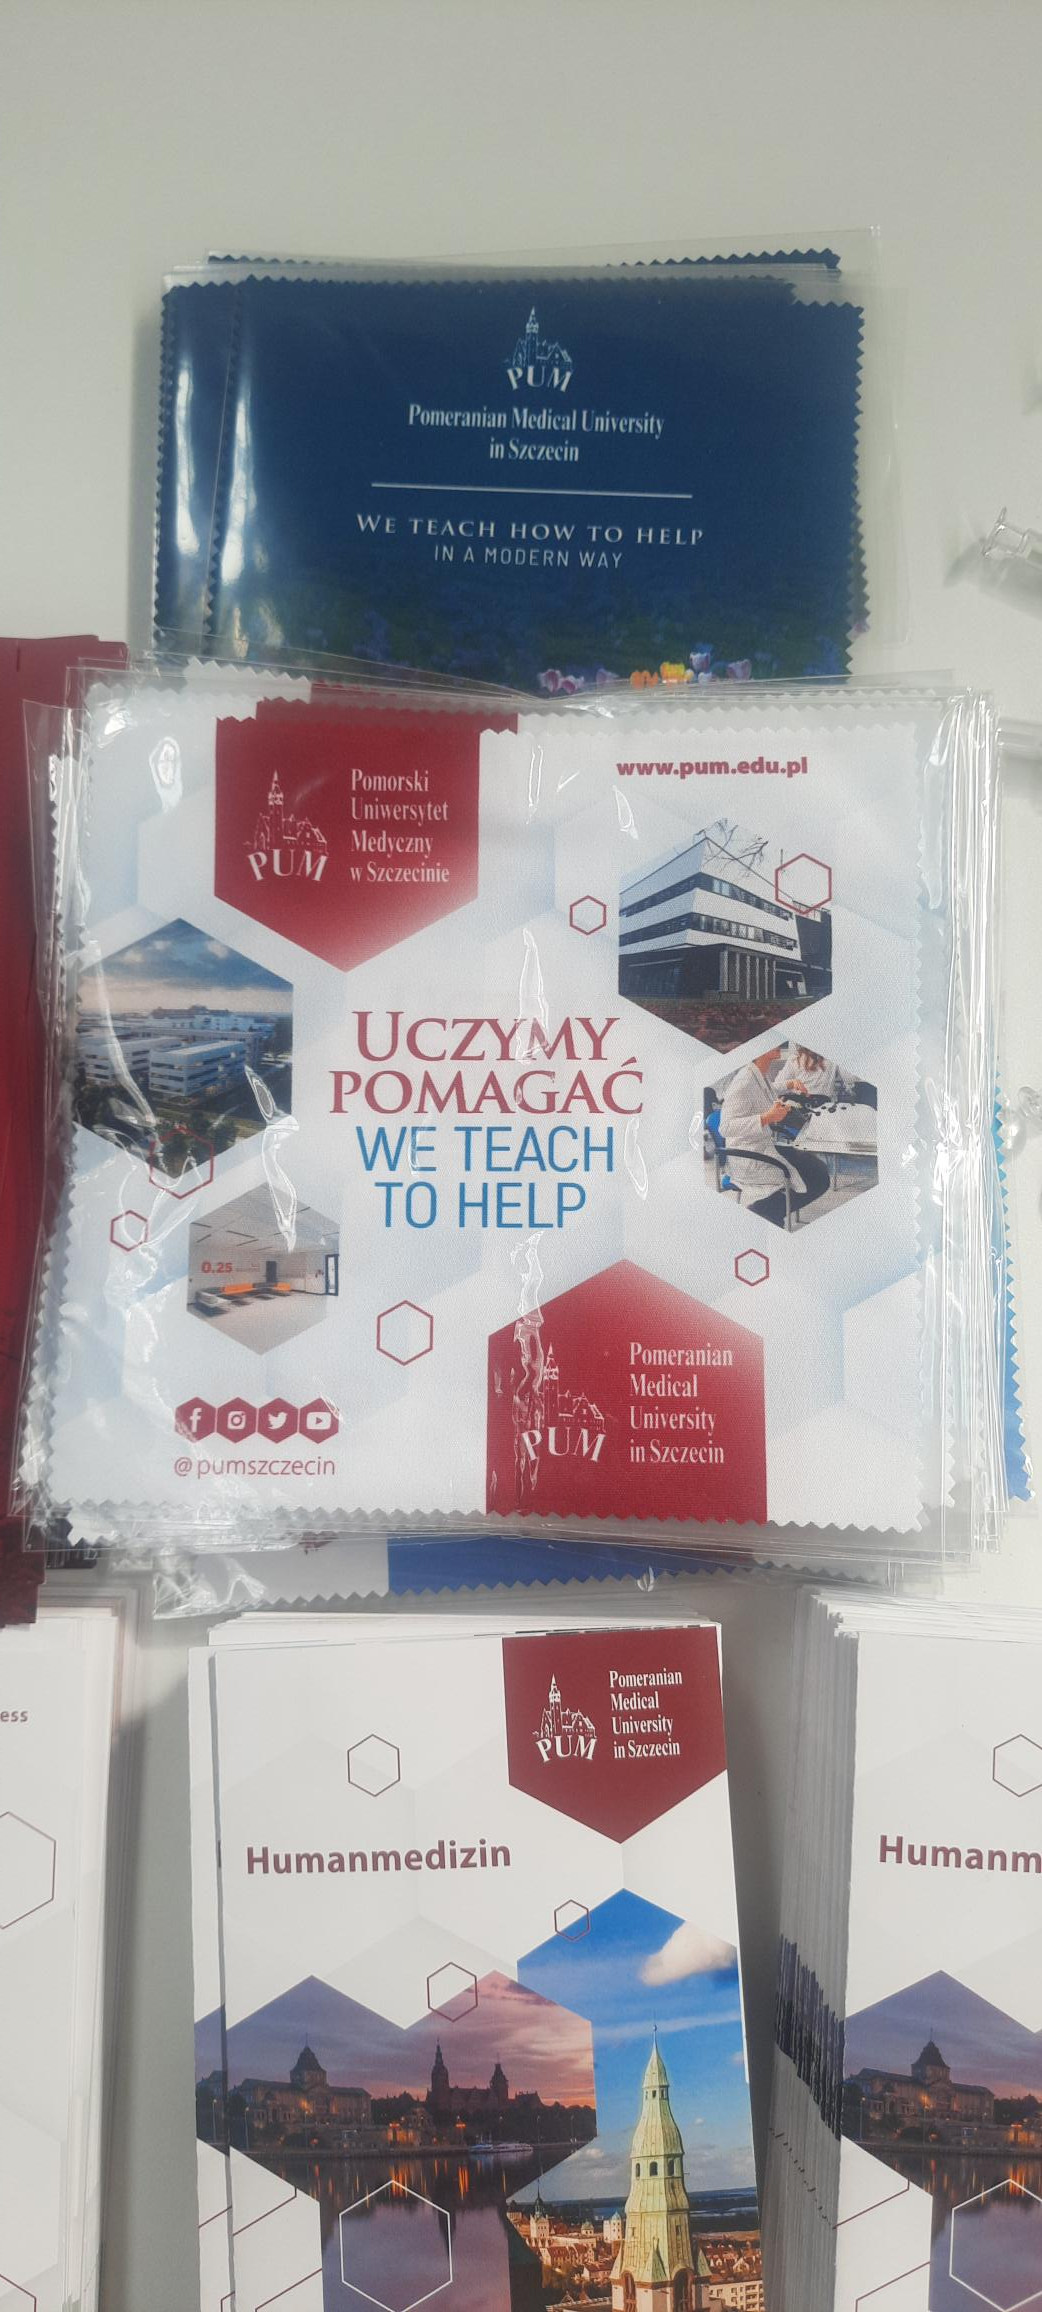 PUM
Pomeranian Medical University
in Szczecin
WE TEACH HOW TO HELP
IN A MODERN WAY
PUM
Pomorski
Uniwersytet
Medyczny
w Szczecinie
www.pum.edu.pl
UCZYMY
POMAGAĆ
WE TEACH
TO HELP
0.25
PUM
Pomeranian
Medical
University
in Szczecin
@pumszczecin
ess
PUM
Pomeranian
Medical
University
in Szczecin
Humanmedizin
Humanm